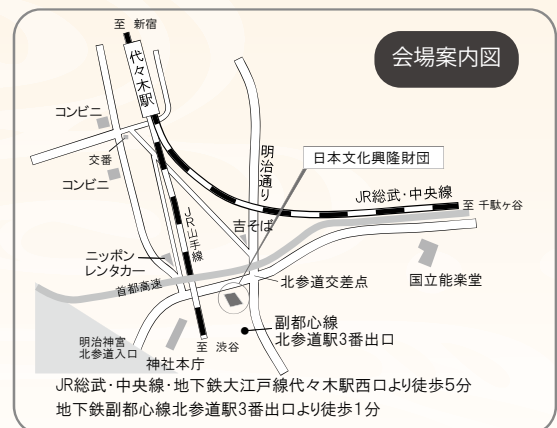 至 新宿
会場案内図
代々木駅
コンビニ
交番
コンビニ
明治通り
日本文化興隆財団
JR総武・中央線
至 千駄ヶ谷
JR山手線
吉そば
ニッポン
レンタカー
首都高速
北参道交差点
国立能楽堂
副都心線
北参道駅3番出口
明治神宮
北参道入口
神社本庁
至 渋谷
JR総武・中央線・地下鉄大江戸線代々木駅西口より徒歩5分
地下鉄副都心線北参道駅3番出口より徒歩1分